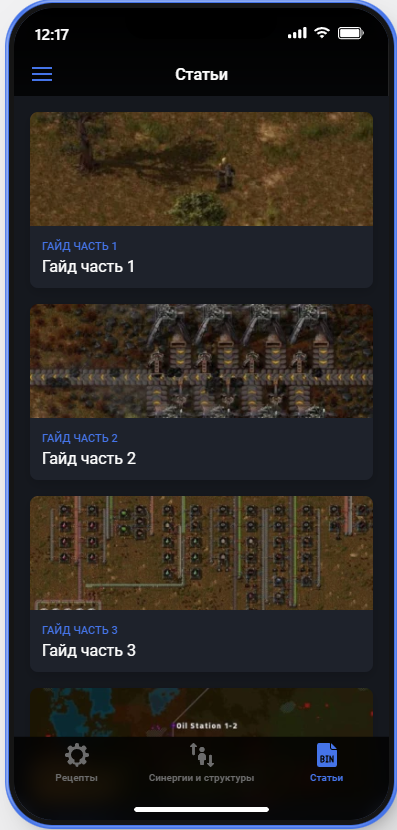 12:17
Статьи
ГАЙД ЧАСТЬ 1
Гайд часть 1
ГАЙД ЧАСТЬ 2
Гайд часть 2
ГАЙД ЧАСТЬ 3
Гайд часть 3
Oil Station 1-2
BIN
Рецепты
Синергии и структуры
Статьи